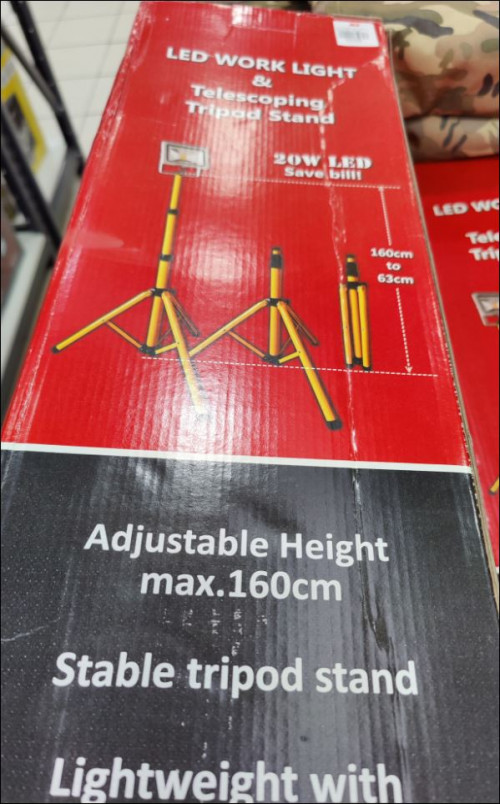 LED WORK LIGHT
&
Telescoping
Tripod Stand
20W LED
Save bill!
160cm
to
63cm
Adjustable Height
max.160cm
Stable tripod stand
Lightweight with
LED WO
Tele
Tri